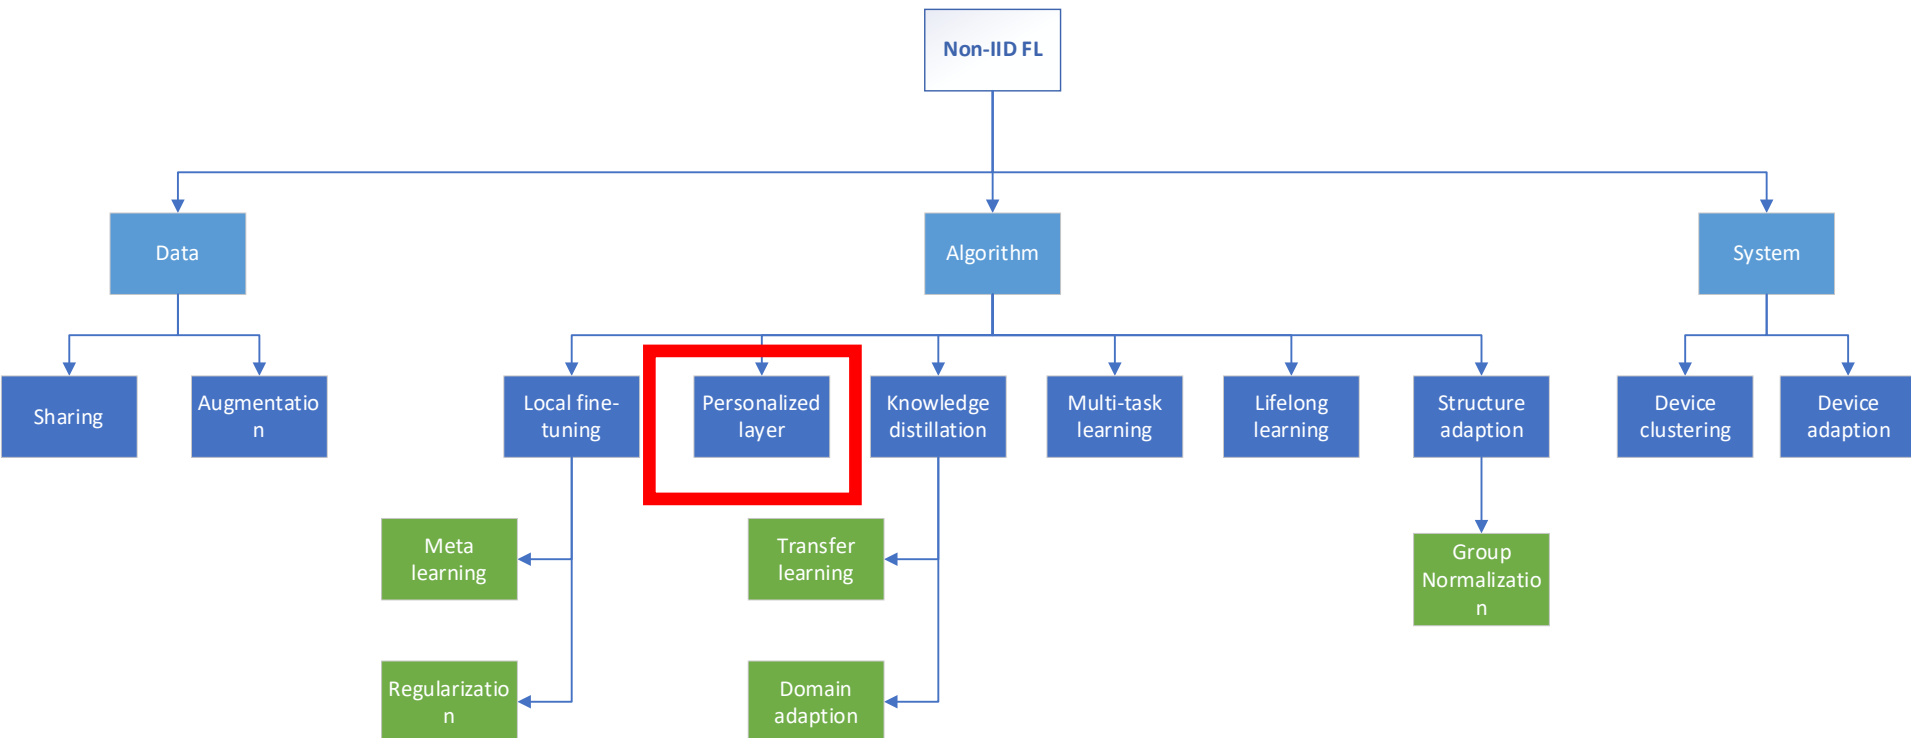 Non-IID FL
Data
Algorithm
System
Sharing
Augmentatio
n
Local fine-
tuning
Personalized
layer
Knowledge
distillation
Multi-task
learning
Lifelong
learning
Structure
adaption
Device
clustering
Device
adaption
Meta
learning
Transfer
learning
Group
Normalizatio
n
Regularizatio
n
Domain
adaption